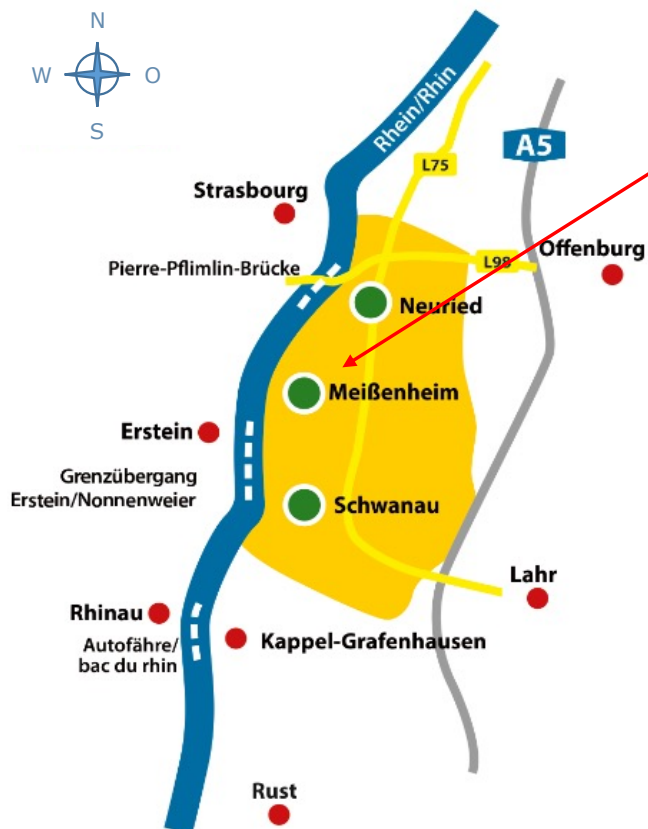 N
W
O
S
Rhein/Rhin
A5
L75
Strasbourg
Pierre-Pflimlin-Brücke
L98
Offenburg
Neuried
Meißenheim
Erstein
Grenzübergang
Erstein/Nonnenweier
Schwanau
Lahr
Rhinau
Autofähre/
bac du rhin
Kappel-Grafenhausen
Rust